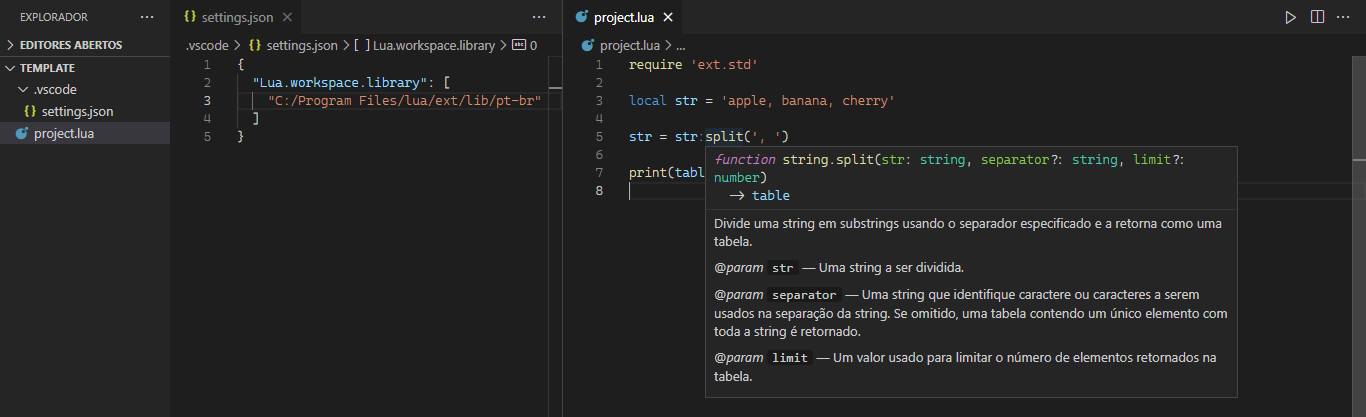 EXPLORADOR ···
EDITORES ABERTOS
TEMPLATE
.vscode
{} settings.json
project.lua
{} settings.json × ···
.vscode > {} settings.json > [ ] Lua.workspace.library > abc 0
1 {
2 "Lua.workspace.library": [
3 "C:/Program Files/lua/ext/lib/pt-br"
4 ]
5 }
project.lua × ···
project.lua > ...
1 require 'ext.std'
2
3 local str = 'apple, banana, cherry'
4
5 str = str:split(', ')
6
7 print(tabl
8
function string.split(str: string, separator?: string, limit?:
number)
-> table
Divide uma string em substrings usando o separador especificado e a retorna como uma
tabela.
@param str — Uma string a ser dividida.
@param separator — Uma string que identifique caractere ou caracteres a serem
usados na separação da string. Se omitido, uma tabela contendo um único elemento com
toda a string é retornado.
@param limit — Um valor usado para limitar o número de elementos retornados na
tabela.